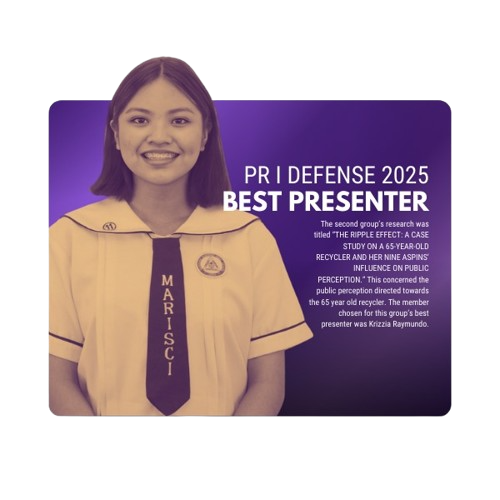 PR I DEFENSE 2025
BEST PRESENTER
The second group's research was
titled "THE RIPPLE EFFECT: A CASE
STUDY ON A 65-YEAR-OLD
RECYCLER AND HER NINE ASPINS'
INFLUENCE ON PUBLIC
PERCEPTION." This concerned the
public perception directed towards
the 65 year old recycler. The member
chosen for this group's best
presenter was Krizzia Raymundo.
MARISCI